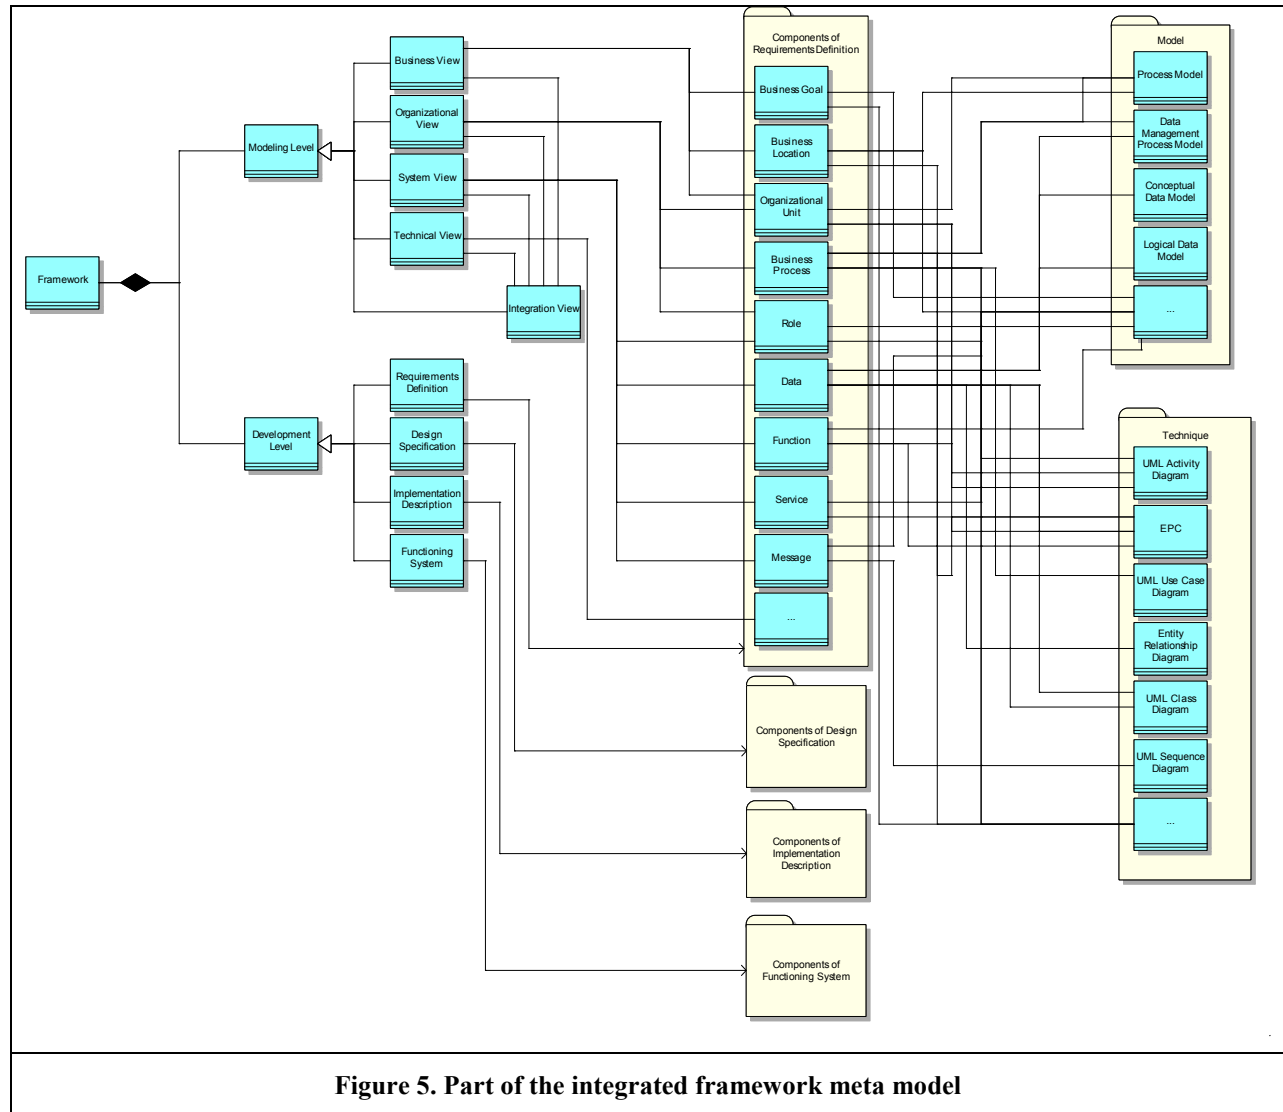 Framework
Modeling Level
Development
Level
Business View
Organizational
View
System View
Technical View
Integration View
Requirements
Definition
Design
Specification
Implementation
Description
Functioning
System
Components of
Requirements Definition
Business Goal
Business
Location
Organizational
Unit
Business
Process
Role
Data
Function
Service
Message
...
Components of Design
Specification
Components of
Implementation
Description
Components of
Functioning System
Model
Process Model
Data
Management
Process Model
Conceptual
Data Model
Logical Data
Model
...
Technique
UML Activity
Diagram
EPC
UML Use Case
Diagram
Entity
Relationship
Diagram
UML Class
Diagram
UML Sequence
Diagram
...
Figure 5. Part of the integrated framework meta model